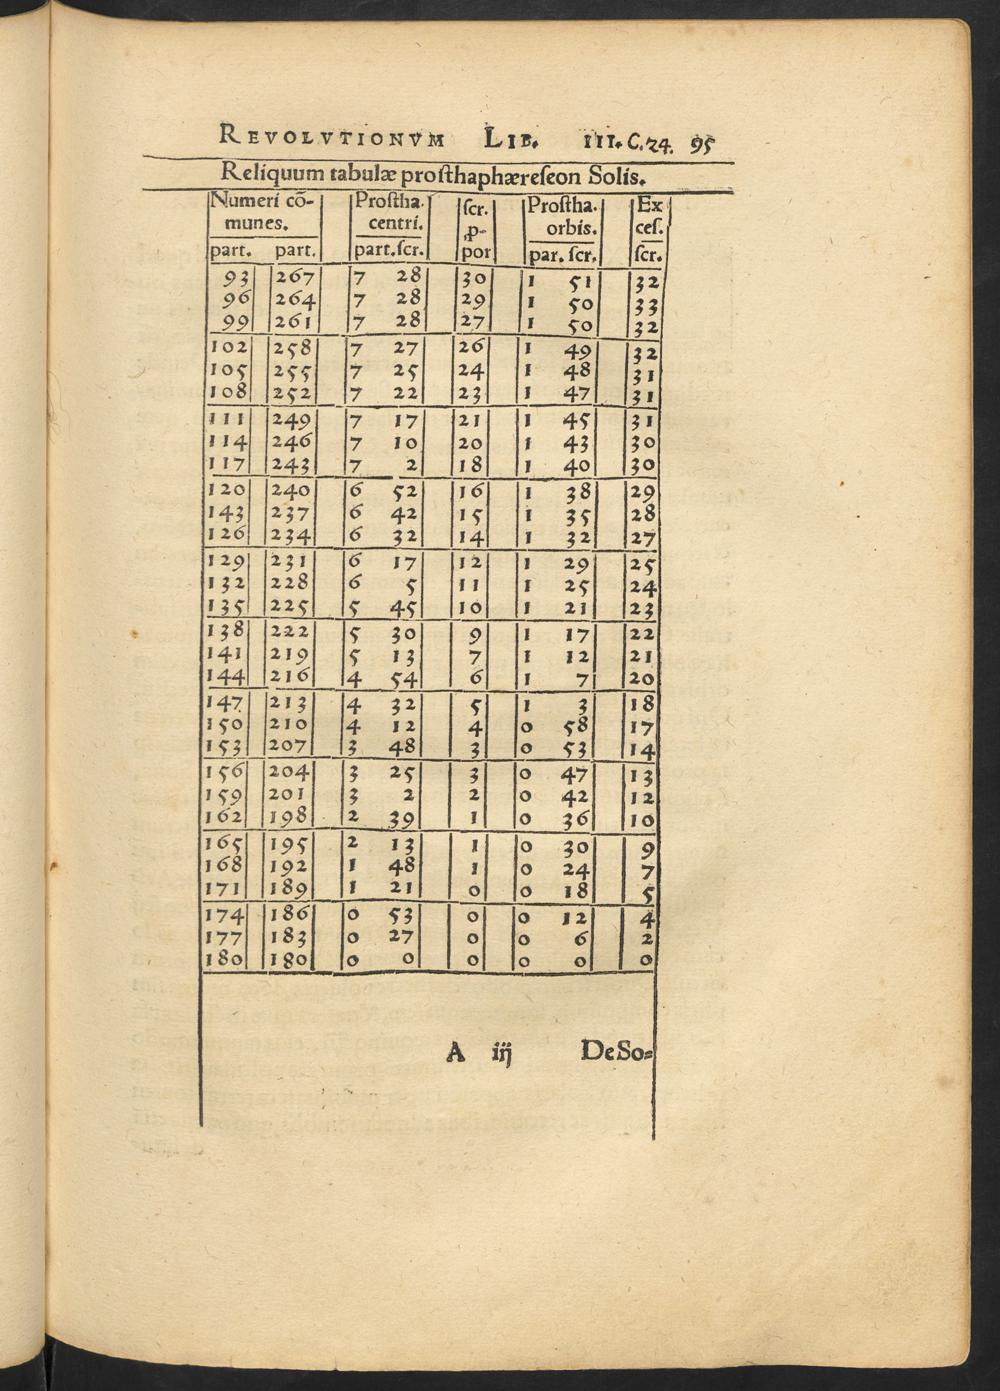 REVOLVTIONVM LIB. III. C.24. 95
Reliquum tabulæ prosthaphæreseon Solis.
Numeri cō- Prostha. scr. Prostha. Ex
munes. centri. ,p- orbis. ces.
part. part. part. scr. por par. scr. scr.
93 267 7 28 30 1 51 32
96 264 7 28 29 1 50 33
99 261 7 28 27 1 50 32
102 258 7 27 26 1 49 32
105 255 7 25 24 1 48 31
108 252 7 22 23 1 47 31
111 249 7 17 21 1 45 31
114 246 7 10 20 1 43 30
117 243 7 2 18 1 40 30
120 240 6 52 16 1 38 29
143 237 6 42 15 1 35 28
126 234 6 32 14 1 32 27
129 231 6 17 12 1 29 25
132 228 6 5 11 1 25 24
135 225 5 45 10 1 21 23
138 222 5 30 9 1 17 22
141 219 5 13 7 1 12 21
144 216 4 54 6 1 7 20
147 213 4 32 5 1 3 18
150 210 4 12 4 0 58 17
153 207 3 48 3 0 53 14
156 204 3 25 3 0 47 13
159 201 3 2 2 0 42 12
162 198 2 39 1 0 36 10
165 195 2 13 1 0 30 9
168 192 1 48 1 0 24 7
171 189 1 21 0 0 18 5
174 186 0 53 0 0 12 4
177 183 0 27 0 0 6 2
180 180 0 0 0 0 0 0
A iij De So=